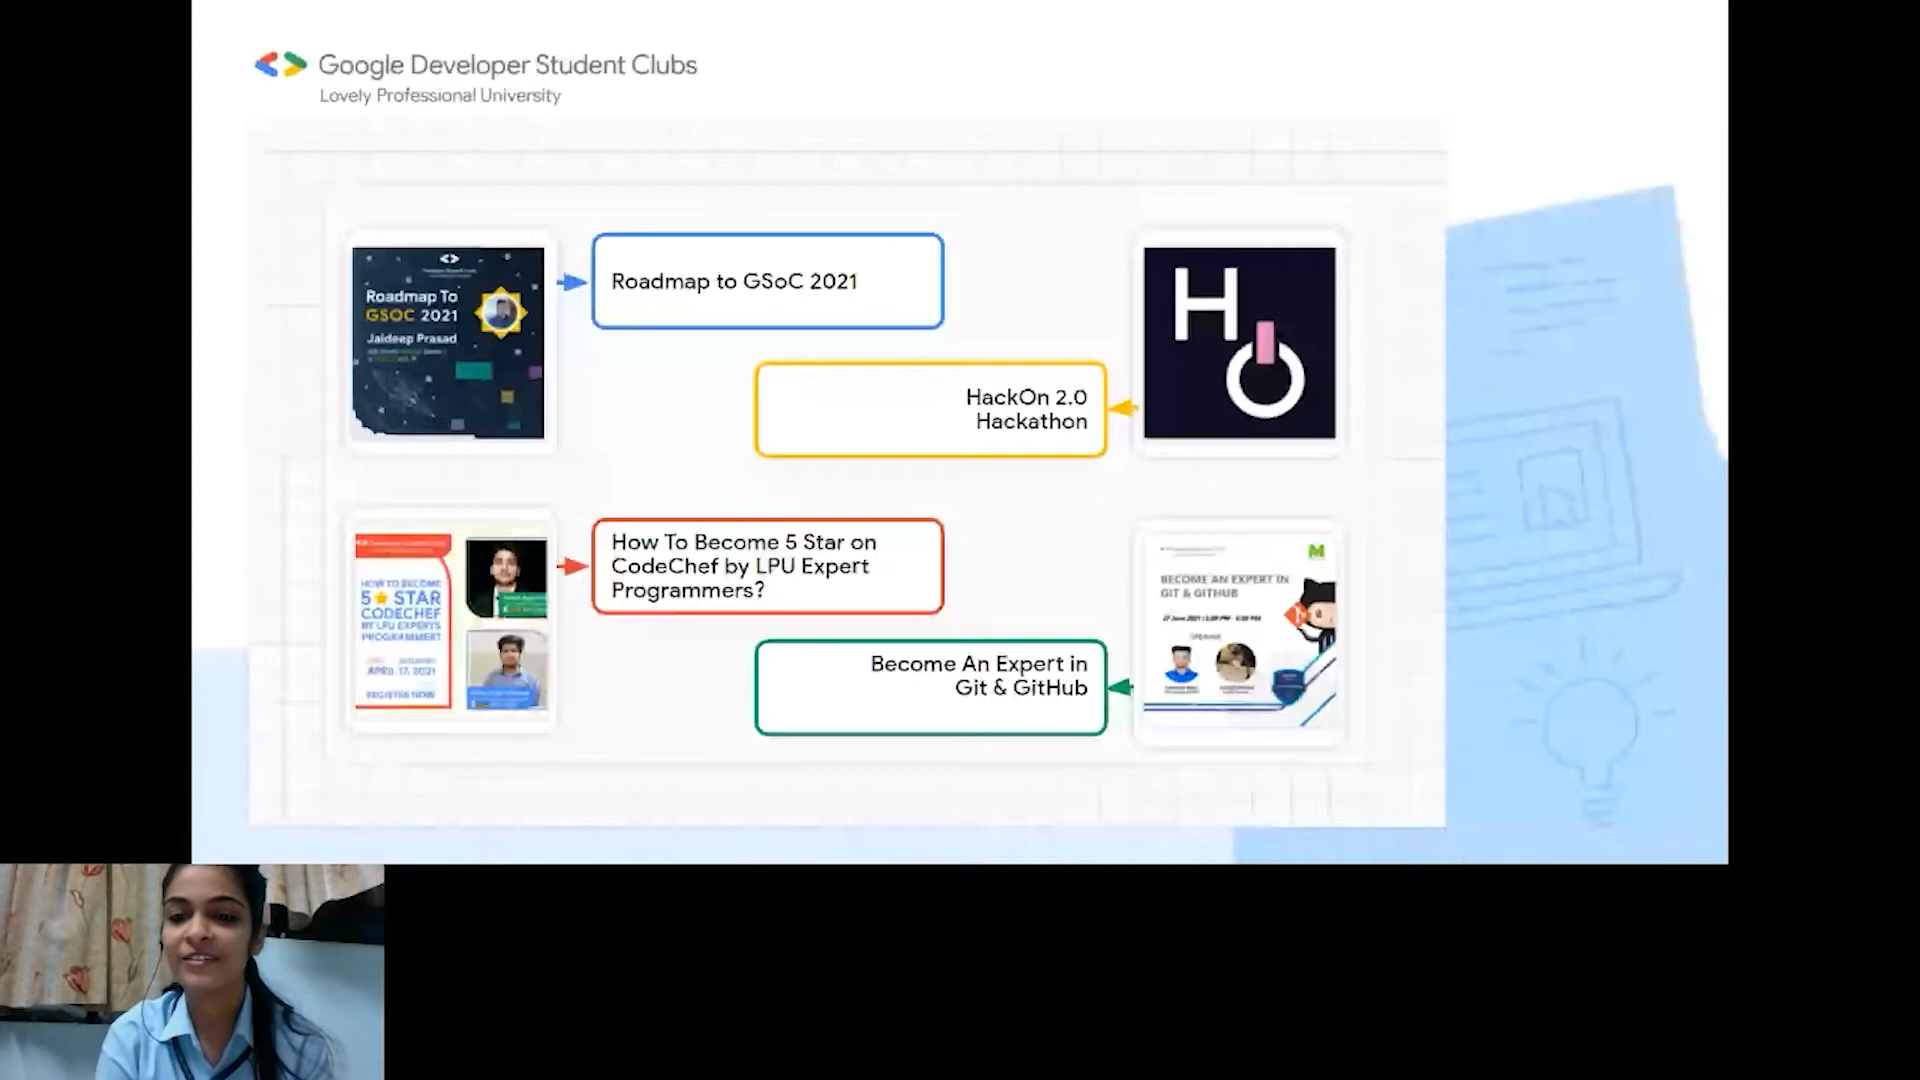 Google Developer Student Clubs
Lovely Professional University
Roadmap To
GSOC 2021
Jaideep Prasad
Roadmap to GSoC 2021
HackOn 2.0
Hackathon
HO
HOW TO BECOME
5 STAR
CODECHEF
BY LPU EXPERTS
PROGRAMMER?
APRIL 17, 2021
REGISTER NOW
How To Become 5 Star on
CodeChef by LPU Expert
Programmers?
Become An Expert in
Git & GitHub
M
BECOME AN EXPERT IN
GIT & GITHUB